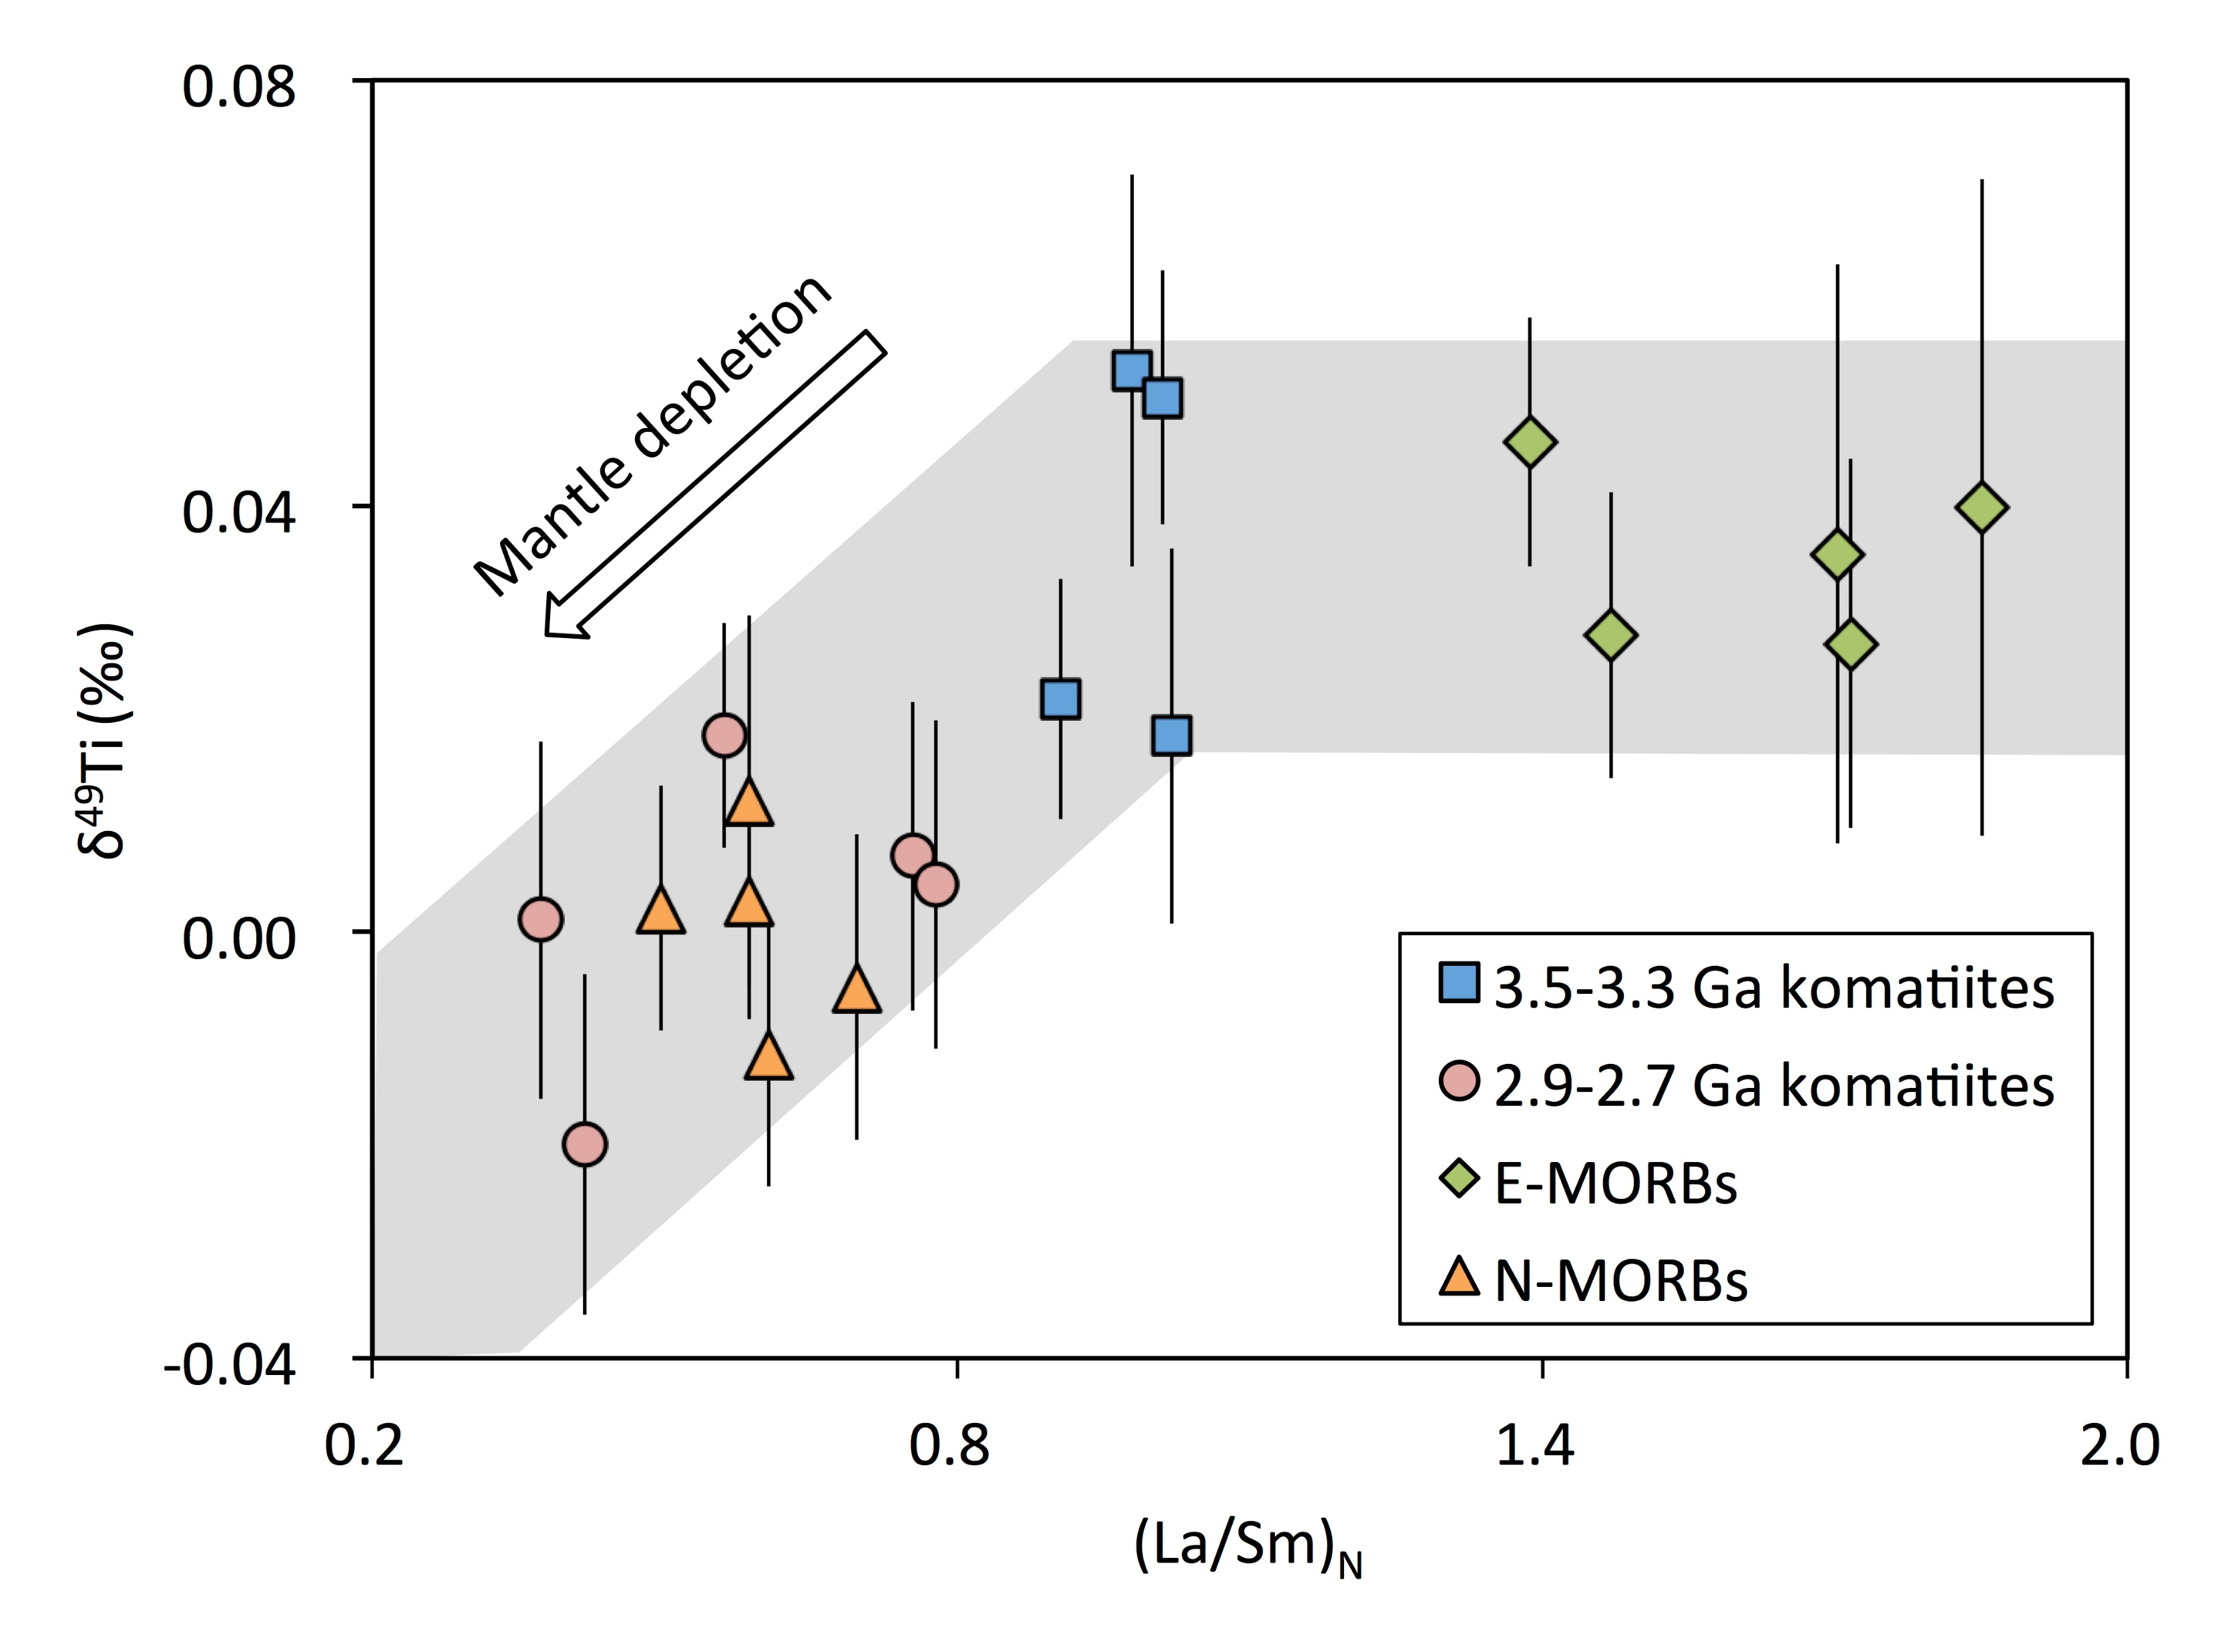 0.08
0.04
0.00
-0.04
δ⁴⁹Ti (‰)
Mantle depletion
3.5-3.3 Ga komatiites
2.9-2.7 Ga komatiites
E-MORBs
N-MORBs
0.2 0.8 1.4 2.0
(La/Sm)N